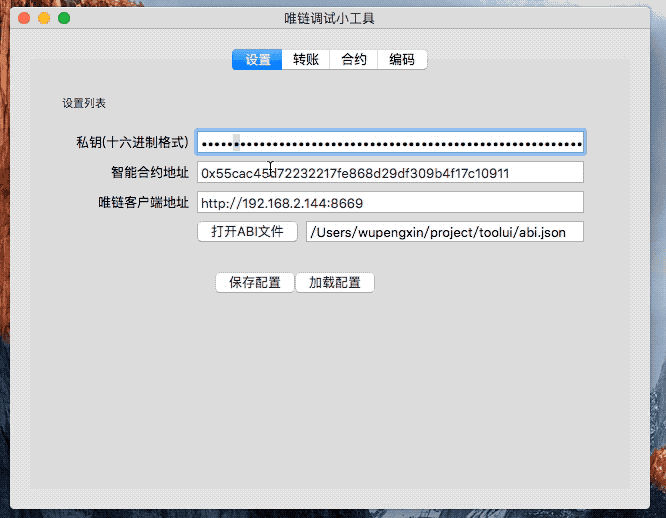 唯链调试小工具
设置 转账 合约 编码
设置列表
私钥(十六进制格式) ••••••••••••••••••••••••••••••••••••••••••••••••••••••••••••••••
智能合约地址 0x55cac45d72232217fe868d29df309b4f17c10911
唯链客户端地址 http://192.168.2.144:8669
打开ABI文件 /Users/wupengxin/project/toolui/abi.json
保存配置 加载配置